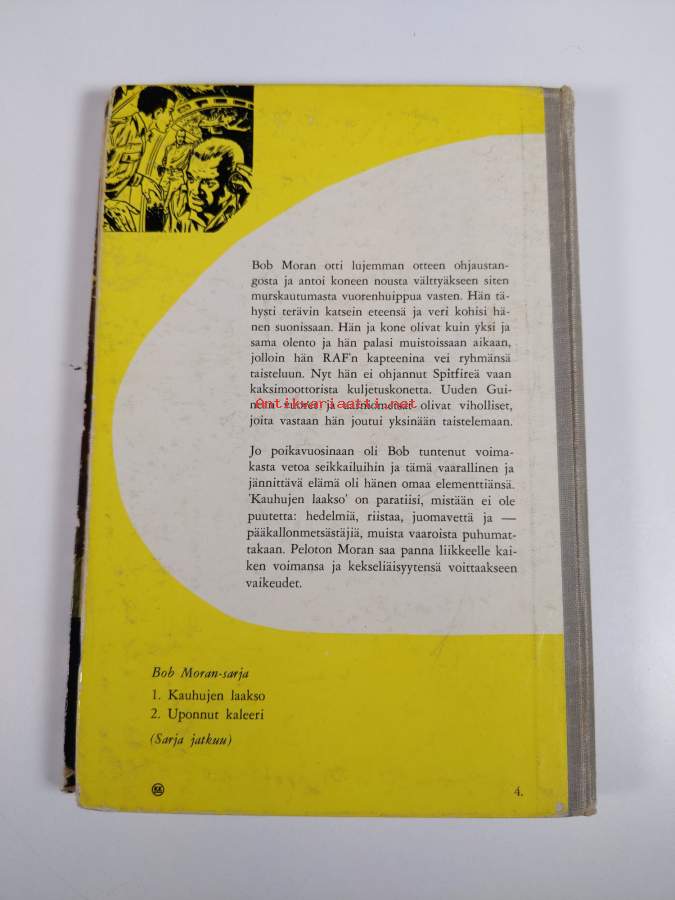 Bob Moran otti lujemman otteen ohjaustan-
gosta ja antoi koneen nousta välttyäkseen siten
murskautumasta vuorenhuippua vasten. Hän tä-
hysti terävin katsein eteensä ja veri kohisi hä-
nen suonissaan. Hän ja kone olivat kuin yksi ja
sama olento ja hän palasi muistoissaan aikaan,
jolloin hän RAF'n kapteenina vei ryhmänsä
taisteluun. Nyt hän ei ohjannut Spitfireä vaan
kaksimoottorista kuljetuskonetta. Uuden Gui-
Antikvariaatti.net
nean vuoret ja olivat viholliset,
joita vastaan hän joutui yksinään taistelemaan.
Jo poikavuosinaan oli Bob tuntenut voima-
kasta vetoa seikkailuihin ja tämä vaarallinen ja
jännittävä elämä oli hänen omaa elementtiänsä.
'Kauhujen laakso' on paratiisi, mistään ei ole
puutetta: hedelmiä, riistaa, juomavettä ja —
pääkallonmetsästäjiä, muista vaaroista puhumat-
takaan. Peloton Moran saa panna liikkeelle kai-
ken voimansa ja kekseliäisyytensä voittaakseen
vaikeudet.
Bob Moran-sarja
1. Kauhujen laakso
2. Uponnut kaleeri
(Sarja jatkuu)
4.